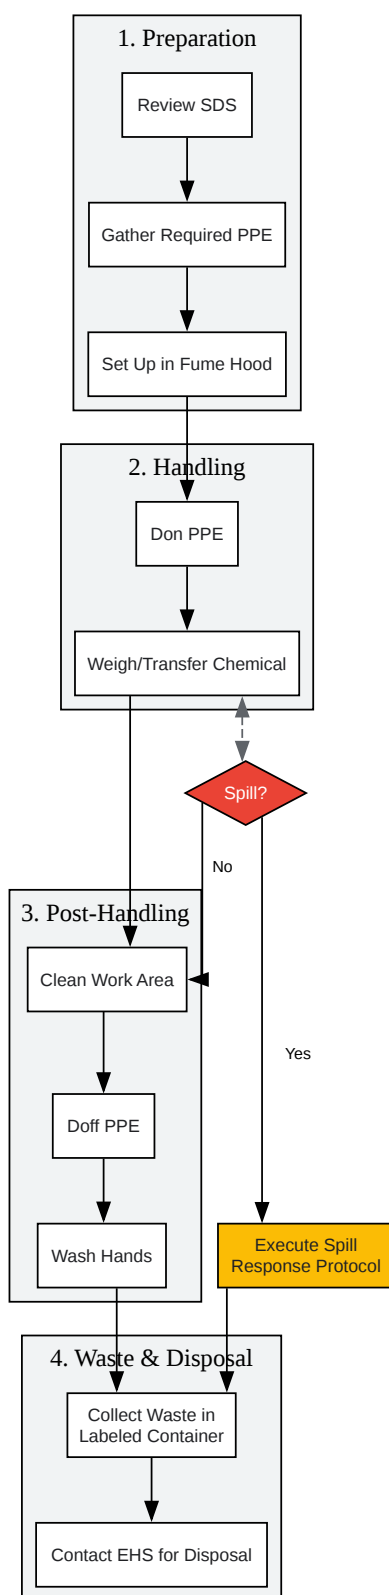 1. Preparation
Review SDS
Gather Required PPE
Set Up in Fume Hood
2. Handling
Don PPE
Weigh/Transfer Chemical
Spill?
No
3. Post-Handling
Clean Work Area
Yes
Doff PPE
Wash Hands
Execute Spill
Response Protocol
4. Waste & Disposal
Collect Waste in
Labeled Container
Contact EHS for Disposal